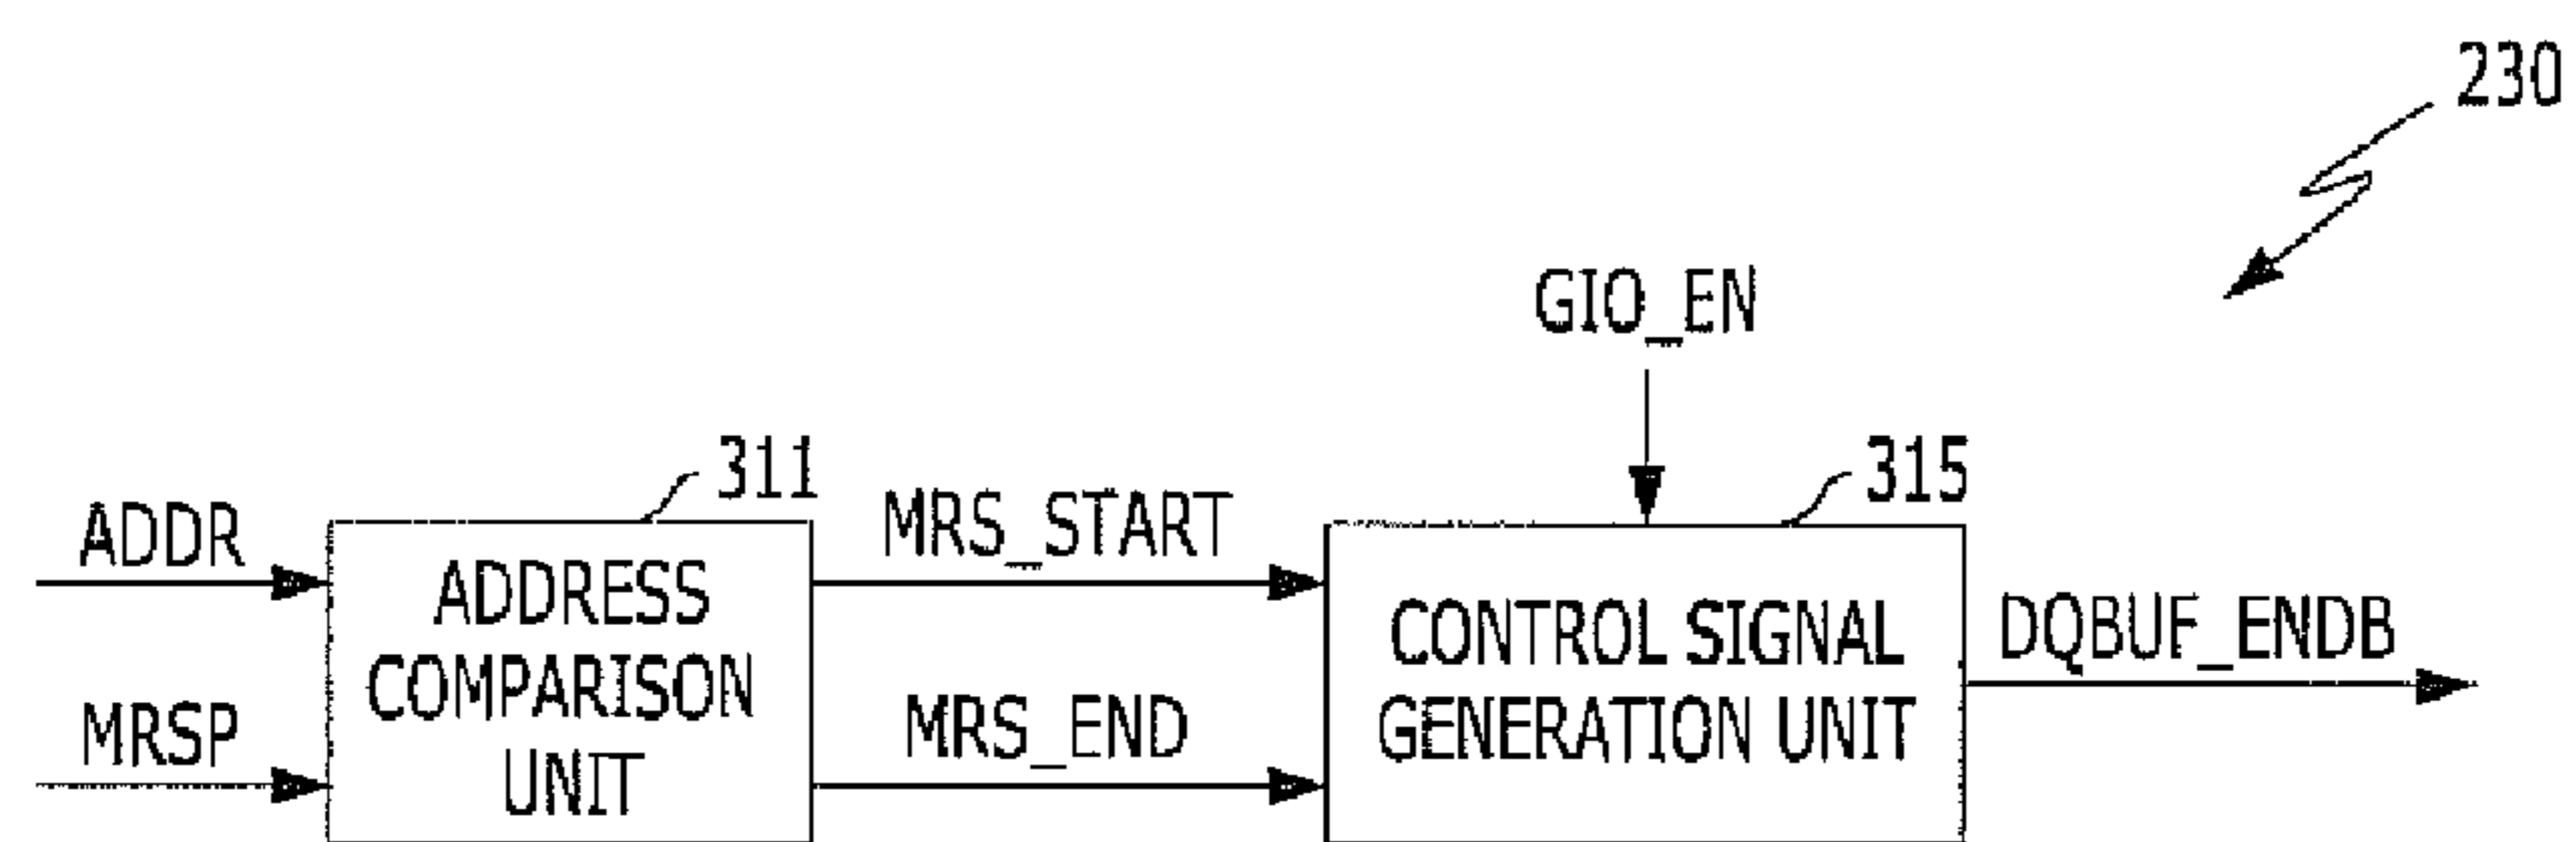 230
GIO_EN
311
315
ADDR
MRSP
ADDRESS
COMPARISON
UNIT
MRS_START
MRS_END
CONTROL SIGNAL
GENERATION UNIT
DQBUF_ENDB